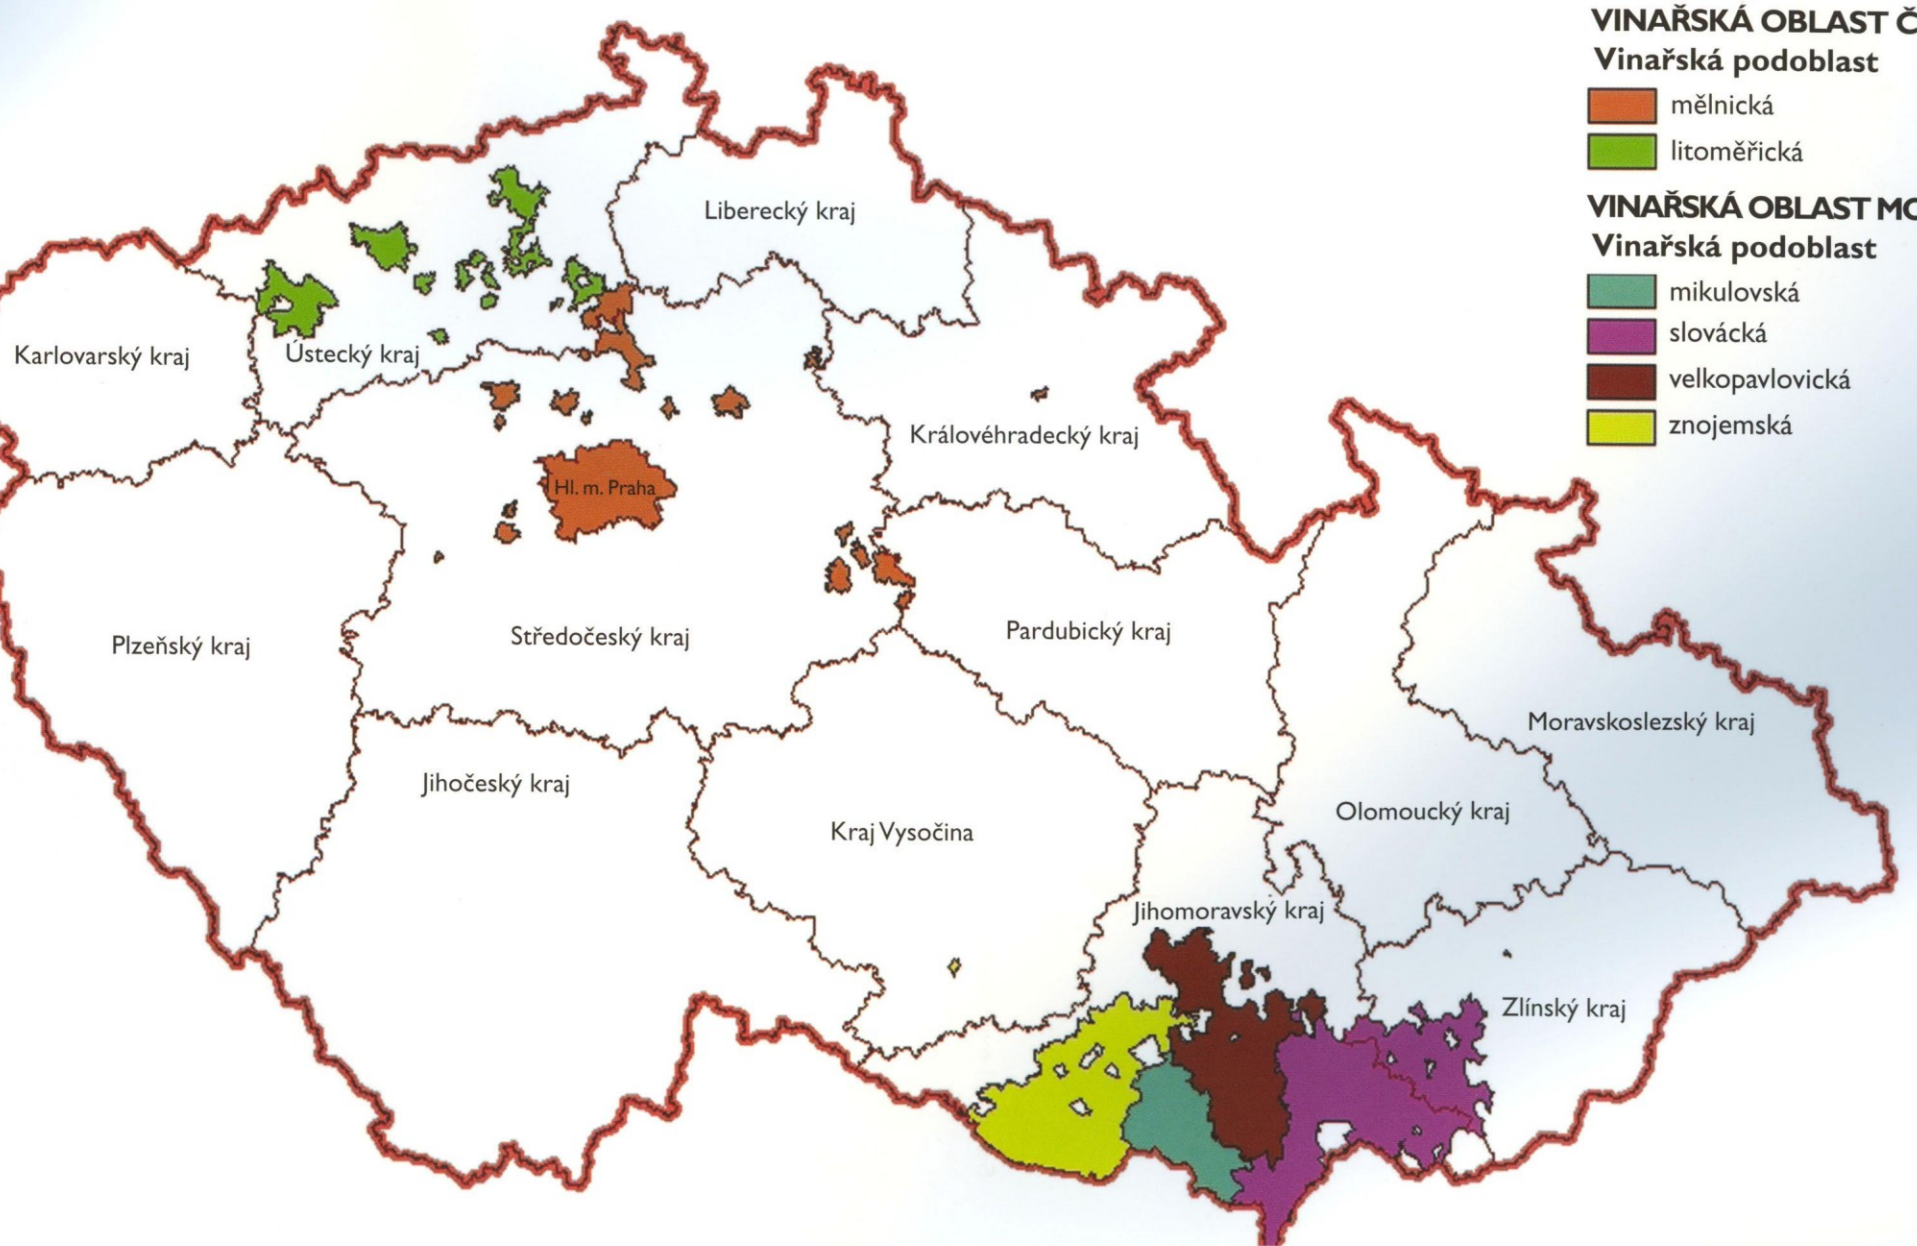 VINAŘSKÁ OBLAST Č
Vinařská podoblast
mělnická
litoměřická
VINAŘSKÁ OBLAST MO
Vinařská podoblast
mikulovská
slovácká
velkopavlovická
znojemská
Liberecký kraj
Karlovarský kraj
Ústecký kraj
Královéhradecký kraj
Hl. m. Praha
Plzeňský kraj
Středočeský kraj
Pardubický kraj
Moravskoslezský kraj
Jihočeský kraj
Kraj Vysočina
Olomoucký kraj
Jihomoravský kraj
Zlínský kraj